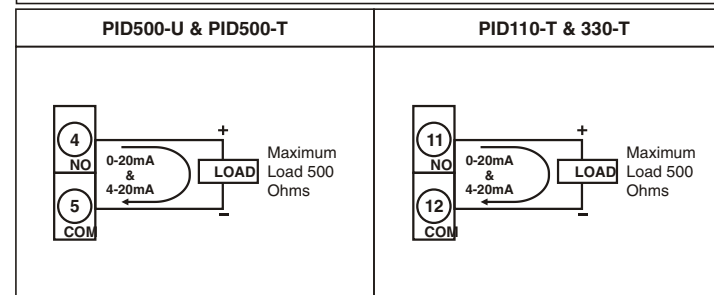 PID500-U & PID500-T
4
NO
0-20mA
&
4-20mA
5
COM
+
LOAD
–
Maximum
Load 500
Ohms
PID110-T & 330-T
11
NO
0-20mA
&
4-20mA
12
COM
+
LOAD
–
Maximum
Load 500
Ohms